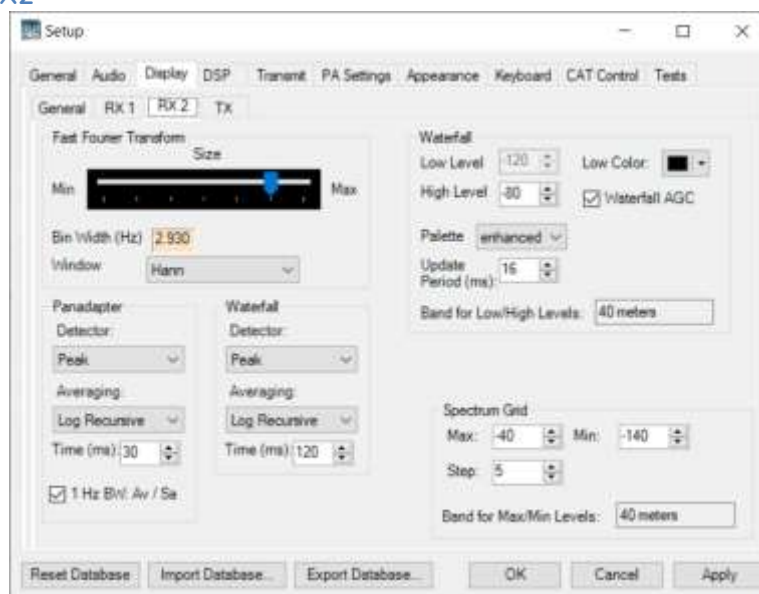 Setup
General Audio Display DSP Transmit PA Settings Appearance Keyboard CAT Control Tests
General RX 1 RX 2 TX
Fast Fourier Transform
Size
Min Max
Bin Width (Hz) 2.930
Window Hann
Panadapter
Detector:
Peak
Averaging:
Log Recursive
Time (ms): 30
1 Hz BW: Av / Sa
Waterfall
Detector:
Peak
Averaging:
Log Recursive
Time (ms): 120
Waterfall
Low Level -120 Low Color:
High Level -80 Waterfall AGC
Palette enhanced
Update
Period (ms): 16
Band for Low/High Levels: 40 meters
Spectrum Grid
Max: -40 Min: -140
Step: 5
Band for Max/Min Levels: 40 meters
Reset Database Import Database... Export Database... OK Cancel Apply